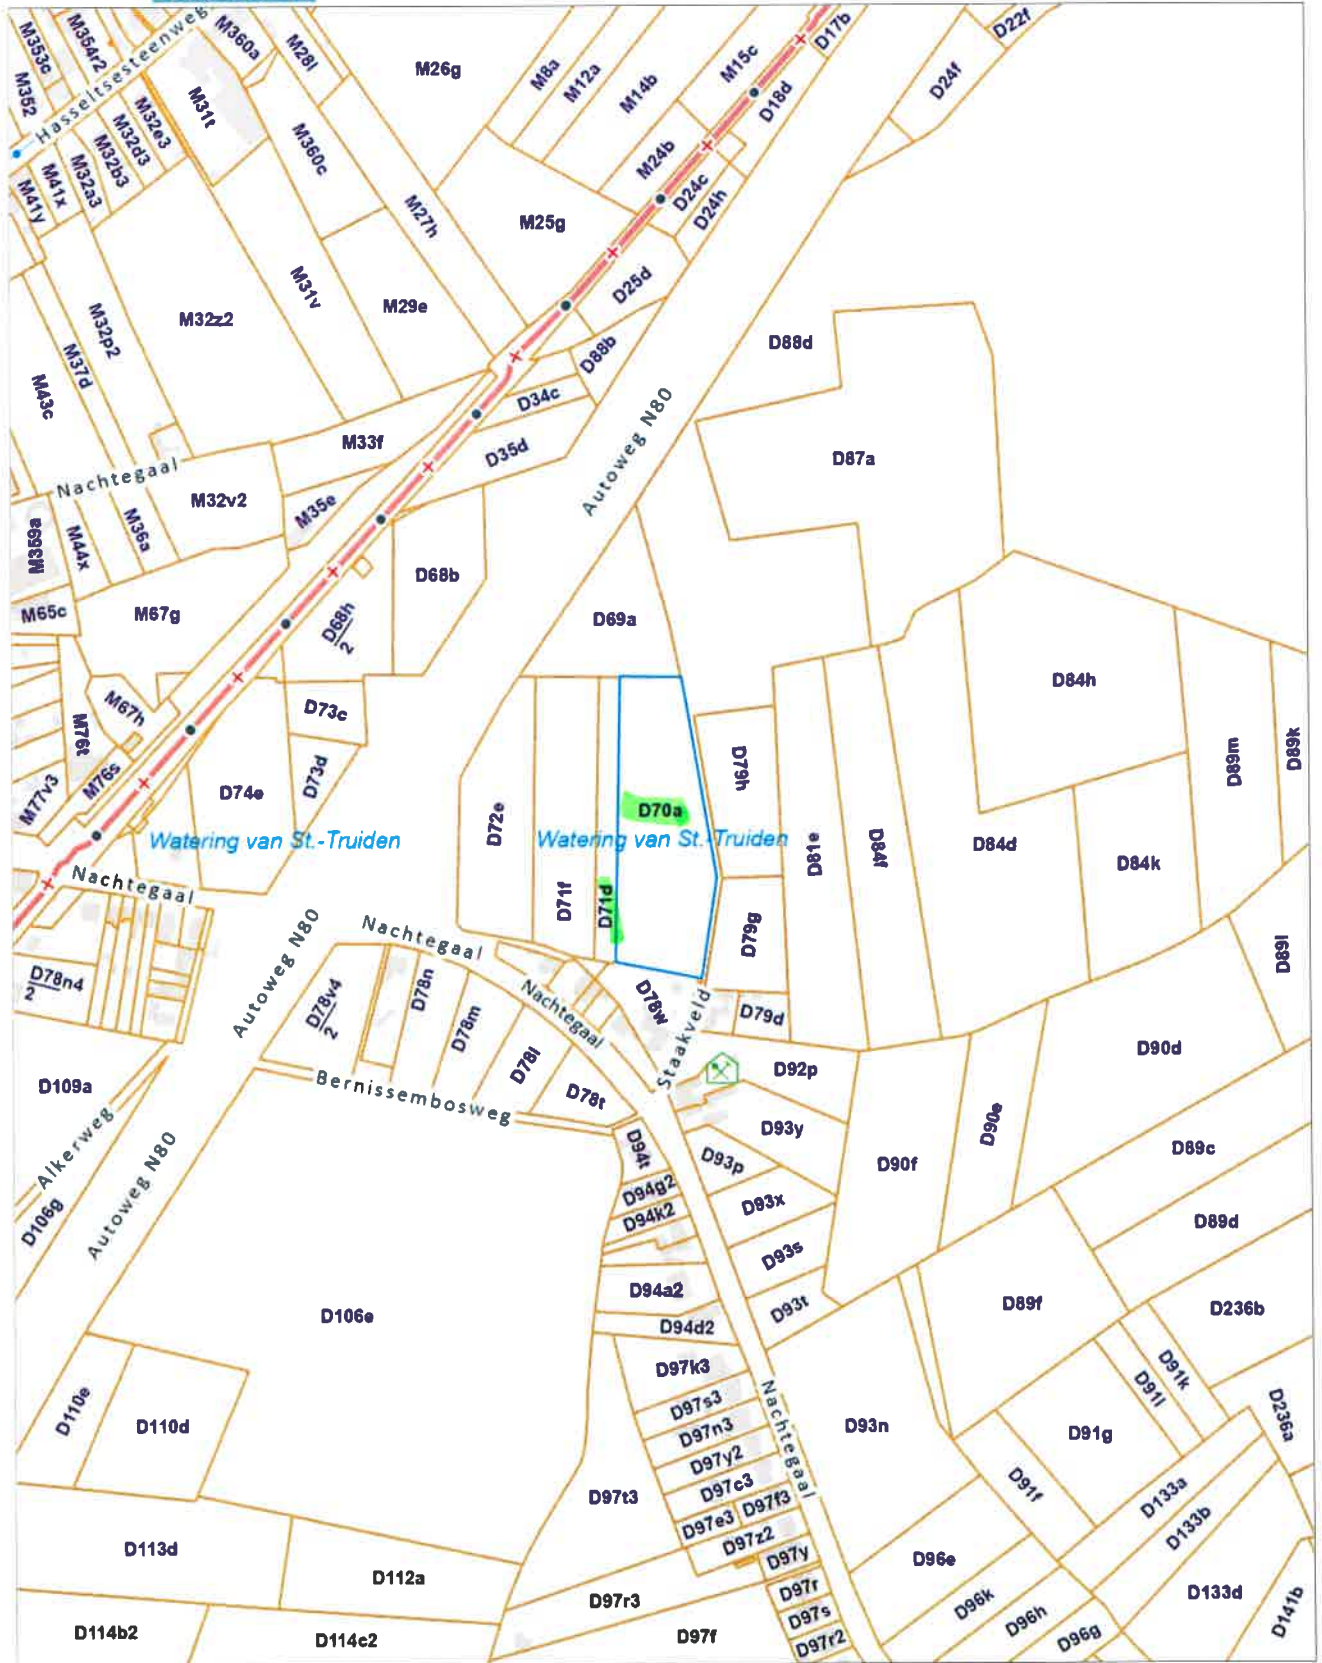 M353c
M354r2
M360a
M28l
M26g
M8a
M12a
M14b
M15c
D17b
D22f
M352
Hasseltsesteenweg
M31t
D18d
D24f
M32e3
M32d3
M32b3
M32a3
M41x
M41y
M360c
M24b
D24c
D24h
M27h
M25g
M31v
D25d
M29e
M32z2
M32p2
M37d
M43c
D88b
D88d
D34c
Autoweg N80
M33f
D35d
D87a
Nachtegaal
M32v2
M35e
M36a
M44x
M359a
D68b
M65c
M67g
D68h
2
D69a
D84h
M67h
D73c
M76t
D73d
D79h
D89m
D89k
M77v3
M76s
D74e
D72e
D70a
Watering van St.-Truiden
Watering van St.-Truiden
D81e
D84f
D84d
D84k
Nachtegaal
D71f
D71d
D79g
Nachtegaal
Autoweg N80
D89l
D78n4
2
D78v4
2
D78n
D78m
Nachtegaal
D78w
Staakveld
D79d
D78l
D90d
D92p
D109a
Bernissembosweg
D78t
D93y
D90e
Alkerweg
Autoweg N80
D94t
D93p
D90f
D89c
D94g2
D94k2
D93x
D106g
D89d
D93s
D94a2
D93t
D89f
D236b
D106e
D94d2
D97k3
D91k
D91l
D110e
D110d
D97s3
D97n3
D97y2
D97c3
D97f3
D97e3
D97z2
D97y
Nachtegaal
D93n
D91g
D236a
D97t3
D91f
D133a
D133b
D113d
D112a
D96e
D97r3
D97r
D97s
D97r2
D96k
D96h
D96g
D133d
D141b
D114b2
D114c2
D97f